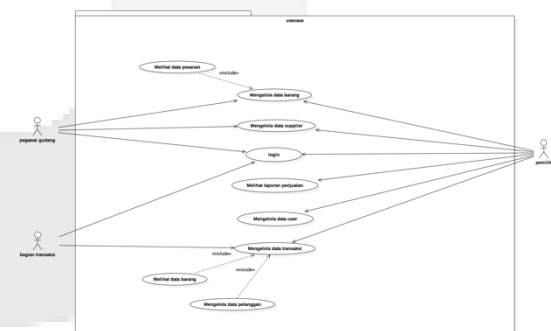 usecase
Melihat data pesanan
«include»
Mengelola data barang
pegawai gudang
Mengelola data supplier
login
pemilik
Melihat laporan penjualan
Mengelola data user
bagian transaksi
Mengelola data transaksi
«include»
«include»
Melihat data barang
Mengelola data pelanggan